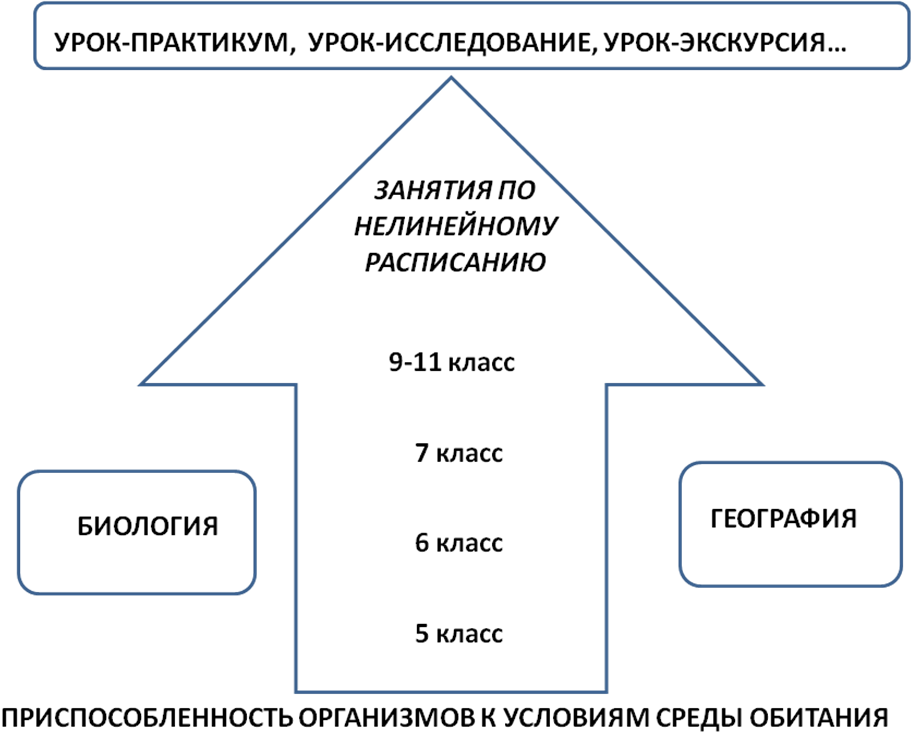 УРОК-ПРАКТИКУМ, УРОК-ИССЛЕДОВАНИЕ, УРОК-ЭКСКУРСИЯ...
ЗАНЯТИЯ ПО
НЕЛИНЕЙНОМУ
РАСПИСАНИЮ
9-11 класс
7 класс
БИОЛОГИЯ
ГЕОГРАФИЯ
6 класс
5 класс
ПРИСПОСОБЛЕННОСТЬ ОРГАНИЗМОВ К УСЛОВИЯМ СРЕДЫ ОБИТАНИЯ